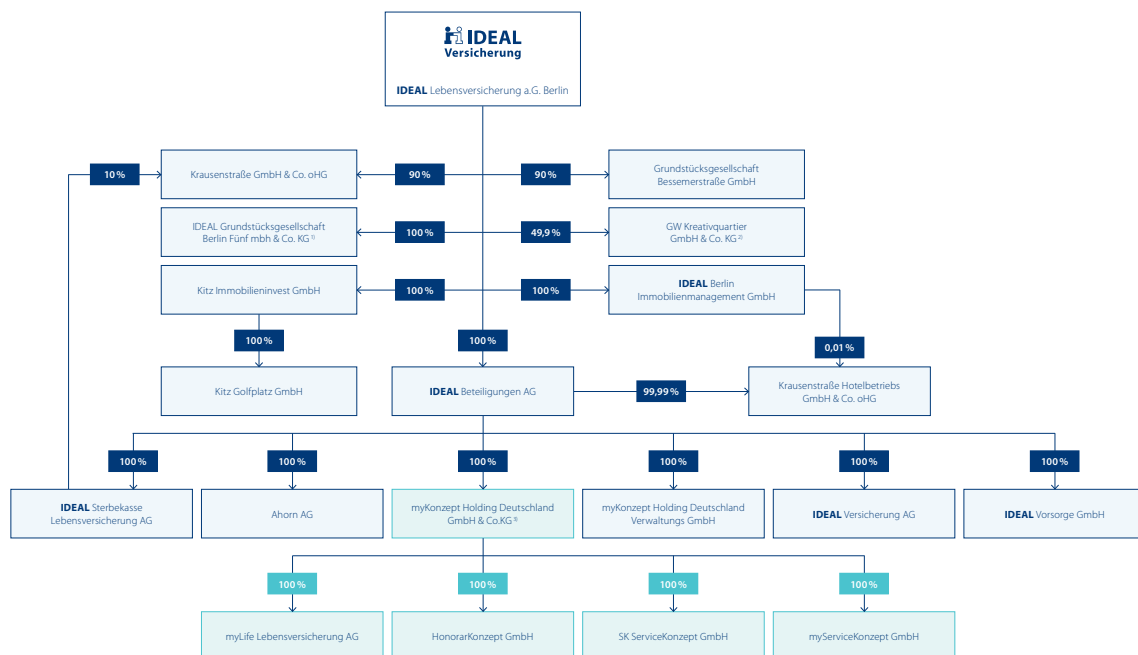 IDEAL
Versicherung
IDEAL Lebensversicherung a.G. Berlin
10 %
Krausenstraße GmbH & Co. oHG
90 %
90 %
Grundstücksgesellschaft
Bessemerstraße GmbH
IDEAL Grundstücksgesellschaft
Berlin Fünf mbh & Co. KG 1)
100 %
49,9 %
GW Kreativquartier
GmbH & Co. KG 2)
Kitz Immobilieninvest GmbH
100 %
100 %
IDEAL Berlin
Immobilienmanagement GmbH
100 %
100 %
0,01 %
Kitz Golfplatz GmbH
IDEAL Beteiligungen AG
99,99 %
Krausenstraße Hotelbetriebs
GmbH & Co. oHG
100 %
100 %
100 %
100 %
100 %
100 %
IDEAL Sterbekasse
Lebensversicherung AG
Ahorn AG
myKonzept Holding Deutschland
GmbH & Co.KG
myKonzept Holding Deutschland
Verwaltungs GmbH
IDEAL Versicherung AG
IDEAL Vorsorge GmbH
100 %
100 %
100 %
100 %
myLife Lebensversicherung AG
HonorarKonzept GmbH
SK ServiceKonzept GmbH
myServiceKonzept GmbH